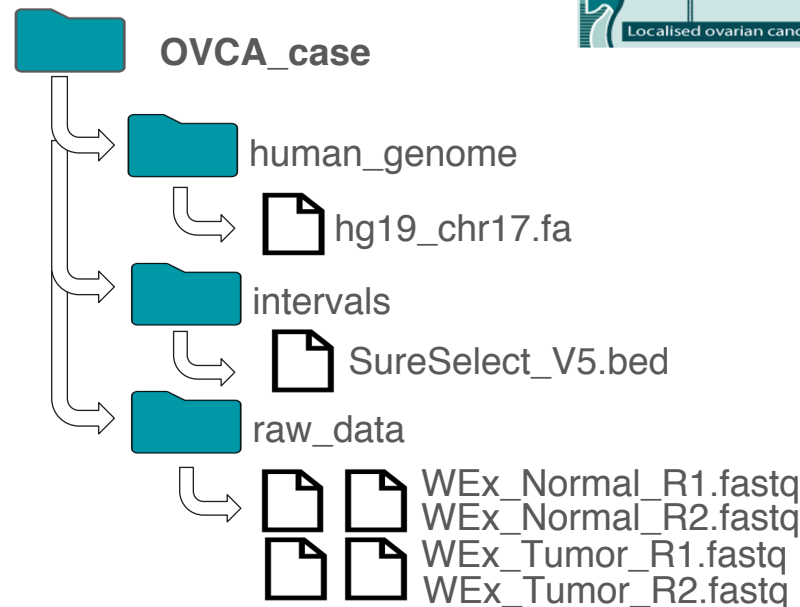 Localised ovarian canc
OVCA_case
human_genome
hg19_chr17.fa
intervals
SureSelect_V5.bed
raw_data
WEx_Normal_R1.fastq
WEx_Normal_R2.fastq
WEx_Tumor_R1.fastq
WEx_Tumor_R2.fastq